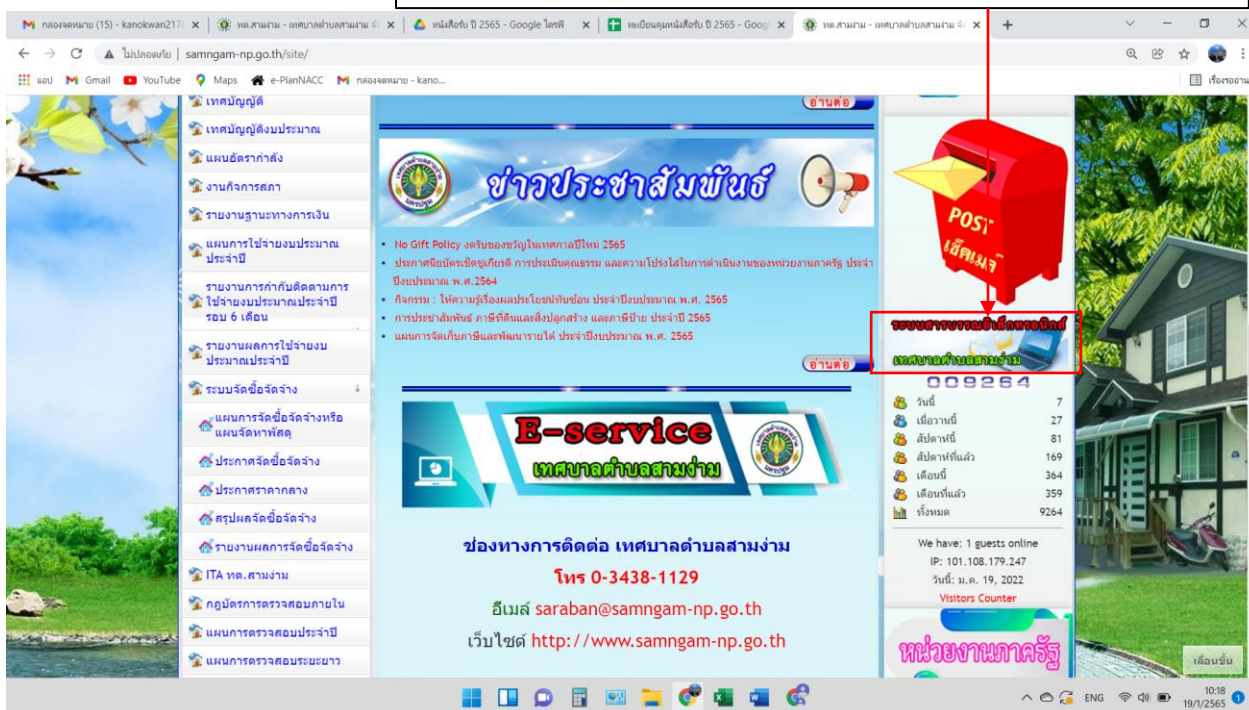 กล่องจดหมาย (15) - kanokwan217
ทต.สามง่าม - เทศบาลตำบลสามง่าม
หนังสือรับ ปี 2565 - Google ไดรฟ์
ทะเบียนคุมหนังสือรับ ปี 2565 - Goog
ทต.สามง่าม - เทศบาลตำบลสามง่าม จั
ไม่ปลอดภัย | samngam-np.go.th/site/
แอป
Gmail
YouTube
Maps
e-PlanNACC
กล่องจดหมาย - kano...
เรื่องรออ่าน
เทศบัญญัติ
เทศบัญญัติงบประมาณ
แผนอัตรากำลัง
งานกิจการสภา
รายงานฐานะทางการเงิน
แผนการใช้จ่ายงบประมาณ
ประจำปี
รายงานการกำกับติดตามการ
ใช้จ่ายงบประมาณประจำปี
รอบ 6 เดือน
รายงานผลการใช้จ่ายงบ
ประมาณประจำปี
ระบบจัดซื้อจัดจ้าง ↓
แผนการจัดซื้อจัดจ้างหรือ
แผนจัดหาพัสดุ
ประกาศจัดซื้อจัดจ้าง
ประกาศราคากลาง
สรุปผลจัดซื้อจัดจ้าง
รายงานผลการจัดซื้อจัดจ้าง
ITA ทต.สามง่าม
กฎบัตรการตรวจสอบภายใน
แผนการตรวจสอบประจำปี
แผนการตรวจสอบระยะยาว
อ่านต่อ
ข่าวประชาสัมพันธ์
No Gift Policy งดรับของขวัญในเทศกาลปีใหม่ 2565
ประกาศนียบัตรเชิดชูเกียรติ การประเมินคุณธรรม และความโปร่งใสในการดำเนินงานของหน่วยงานภาครัฐ ประจำ
ปีงบประมาณ พ.ศ.2564
กิจกรรม : ให้ความรู้เรื่องผลประโยชน์ทับซ้อน ประจำปีงบประมาณ พ.ศ. 2565
การประชาสัมพันธ์ ภาษีที่ดินและสิ่งปลูกสร้าง และภาษีป้าย ประจำปี 2565
แผนการจัดเก็บภาษีและพัฒนารายได้ ประจำปีงบประมาณ พ.ศ. 2565
อ่านต่อ
E-service
เทศบาลตำบลสามง่าม
ช่องทางการติดต่อ เทศบาลตำบลสามง่าม
โทร 0-3438-1129
อีเมล์ saraban@samngam-np.go.th
เว็บไซต์ http://www.samngam-np.go.th
POST
เช็คเมล์
ระบบสารบรรณอิเล็กทรอนิกส์
เทศบาลตำบลสามง่าม
009264
วันนี้ 7
เมื่อวานนี้ 27
สัปดาห์นี้ 81
สัปดาห์ที่แล้ว 169
เดือนนี้ 364
เดือนที่แล้ว 359
ทั้งหมด 9264
We have: 1 guests online
IP: 101.108.179.247
วันนี้: ม.ค. 19, 2022
Visitors Counter
หน่วยงานภาครัฐ
เลื่อนขึ้น
ENG
10:18
19/1/2565
1